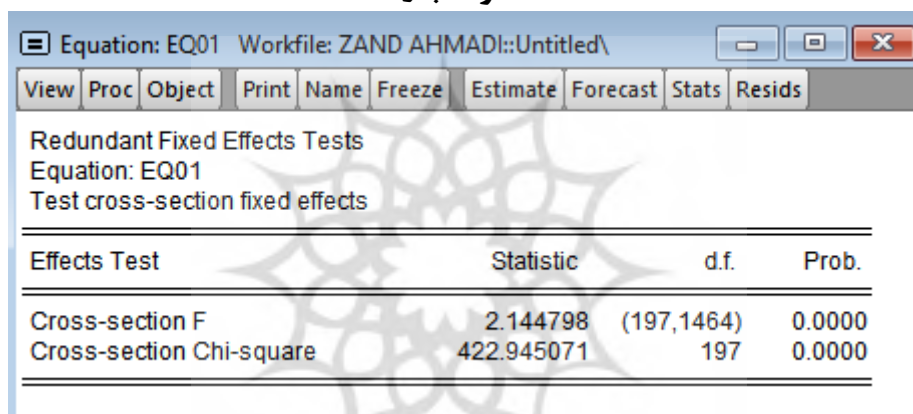 Equation: EQ01 Workfile: ZAND AHMADI::Untitled\
View Proc Object Print Name Freeze Estimate Forecast Stats Resids
Redundant Fixed Effects Tests
Equation: EQ01
Test cross-section fixed effects
Effects Test Statistic d.f. Prob.
Cross-section F 2.144798 (197,1464) 0.0000
Cross-section Chi-square 422.945071 197 0.0000